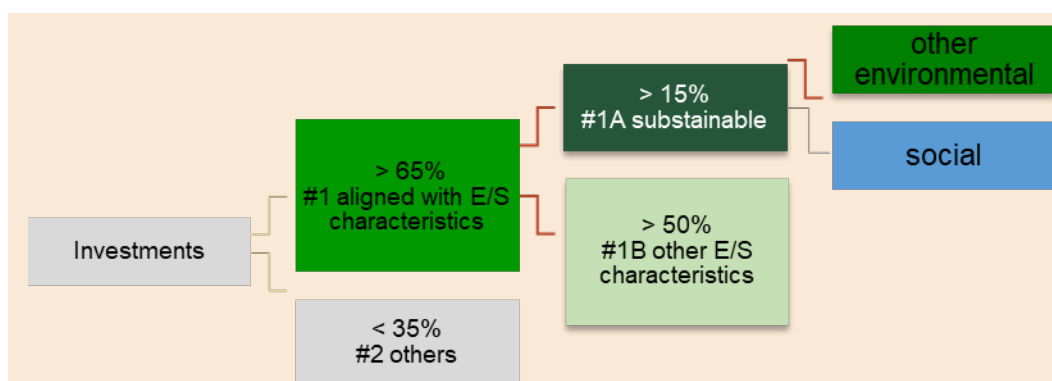 Investments
> 65%
#1 aligned with E/S
characteristics
< 35%
#2 others
> 15%
#1A substainable
> 50%
#1B other E/S
characteristics
other
environmental
social